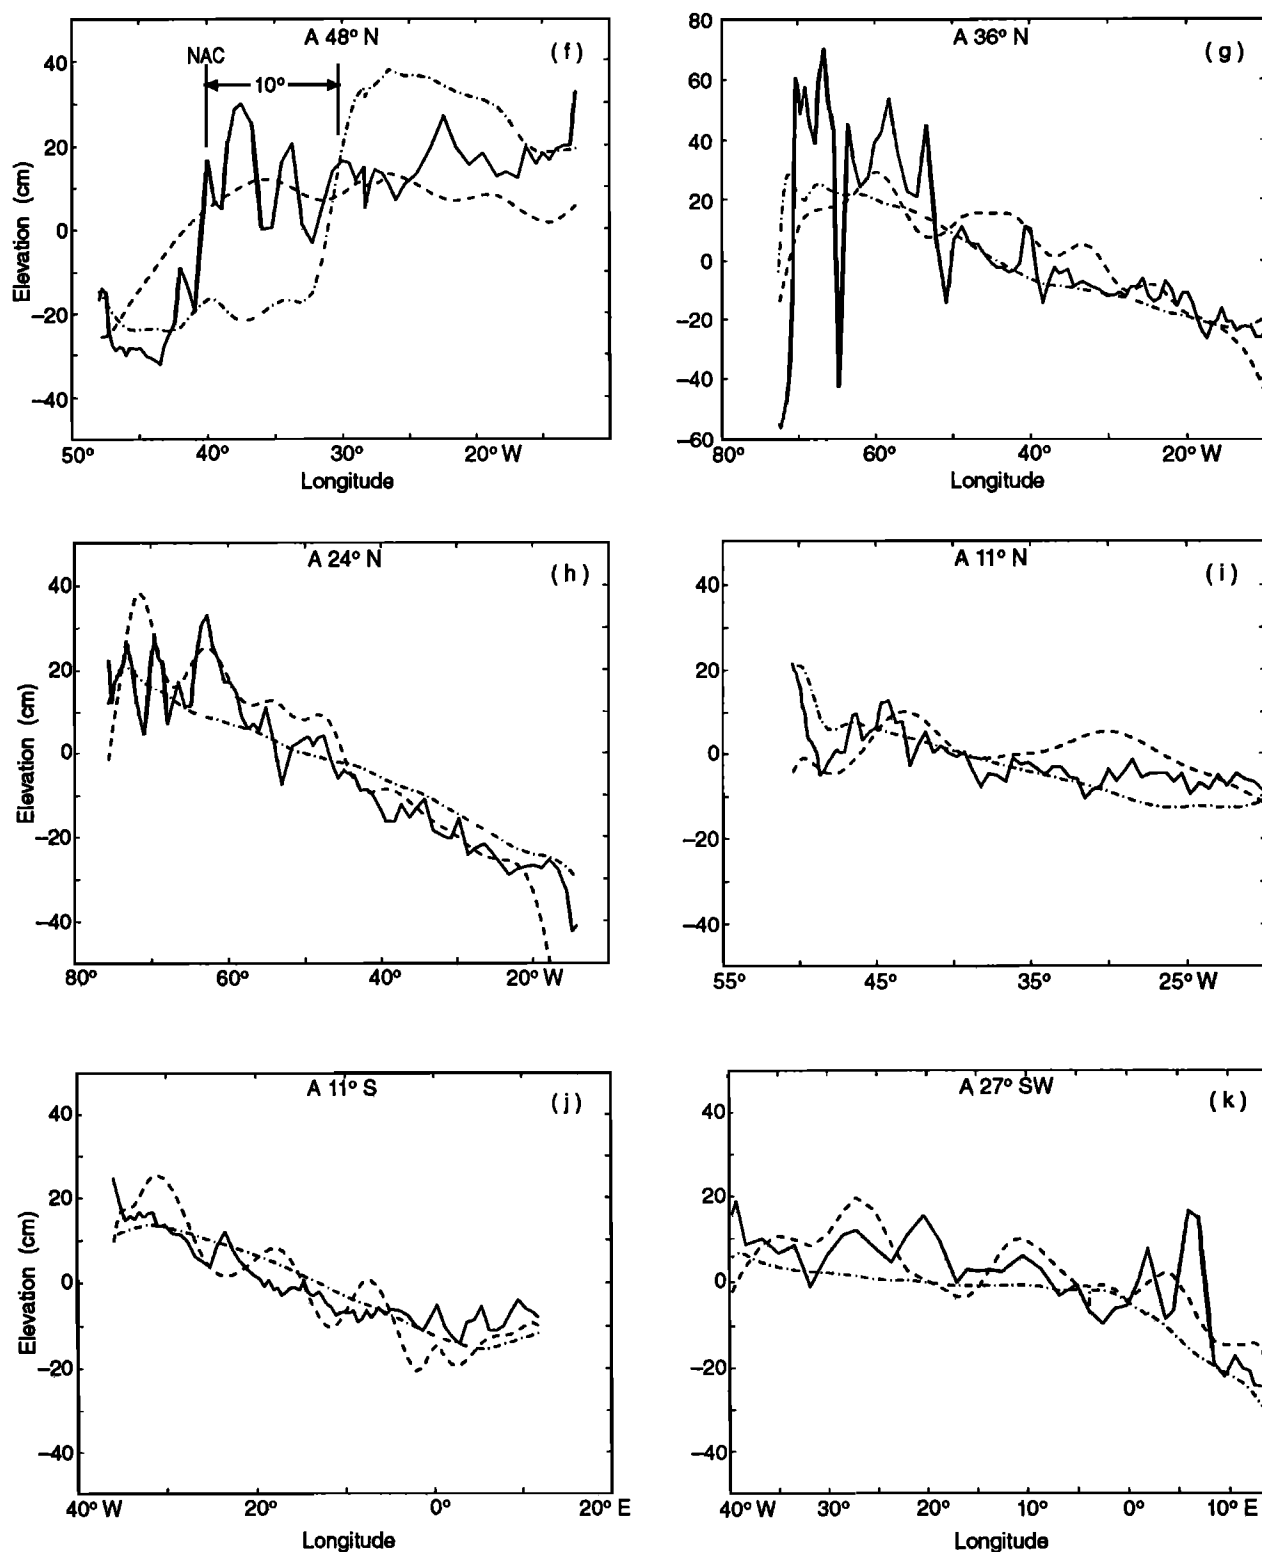 A 48° N
(f)
NAC
10°
Elevation (cm)
40
20
0
−20
−40
50° 40° 30° 20° W
Longitude
A 36° N
(g)
80
60
40
20
0
−20
−40
−60
80° 60° 40° 20° W
Longitude
A 24° N
(h)
Elevation (cm)
40
20
0
−20
−40
80° 60° 40° 20° W
A 11° N
(i)
40
20
0
−20
−40
55° 45° 35° 25° W
A 11° S
(j)
Elevation (cm)
40
20
0
−20
−40
40° W 20° 0° 20° E
Longitude
A 27° SW
(k)
40
20
0
−20
−40
40° W 30° 20° 10° 0° 10° E
Longitude